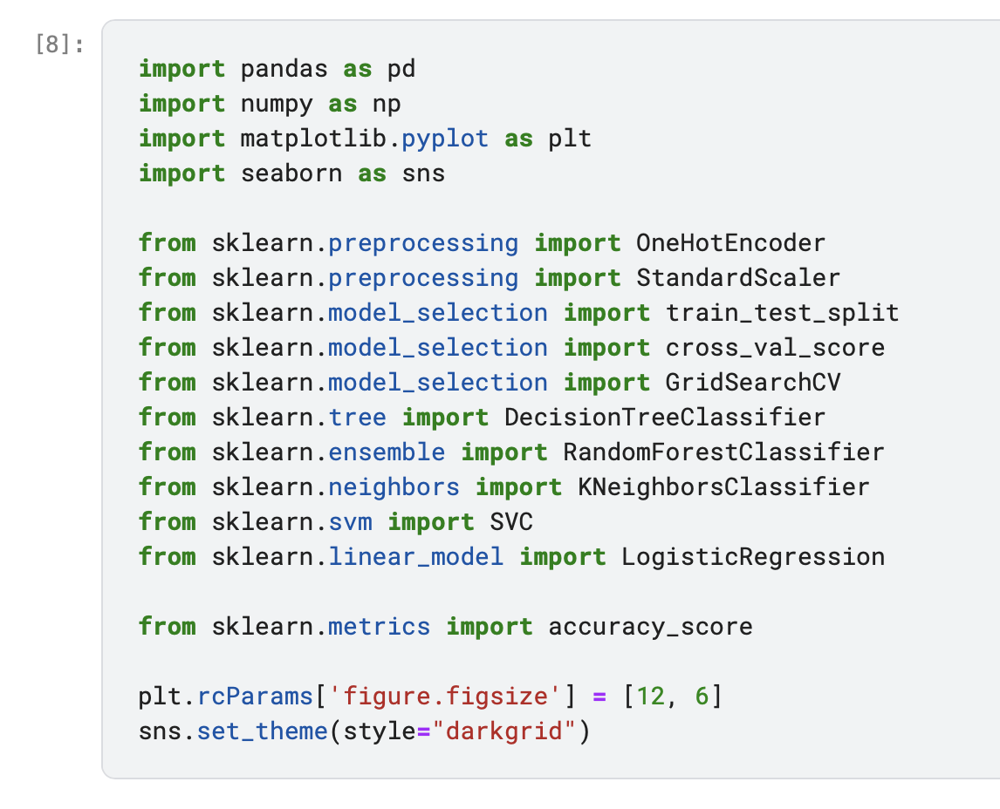 [8]:
import pandas as pd
import numpy as np
import matplotlib.pyplot as plt
import seaborn as sns
from sklearn.preprocessing import OneHotEncoder
from sklearn.preprocessing import StandardScaler
from sklearn.model_selection import train_test_split
from sklearn.model_selection import cross_val_score
from sklearn.model_selection import GridSearchCV
from sklearn.tree import DecisionTreeClassifier
from sklearn.ensemble import RandomForestClassifier
from sklearn.neighbors import KNeighborsClassifier
from sklearn.svm import SVC
from sklearn.linear_model import LogisticRegression
from sklearn.metrics import accuracy_score
plt.rcParams['figure.figsize'] = [12, 6]
sns.set_theme(style="darkgrid")